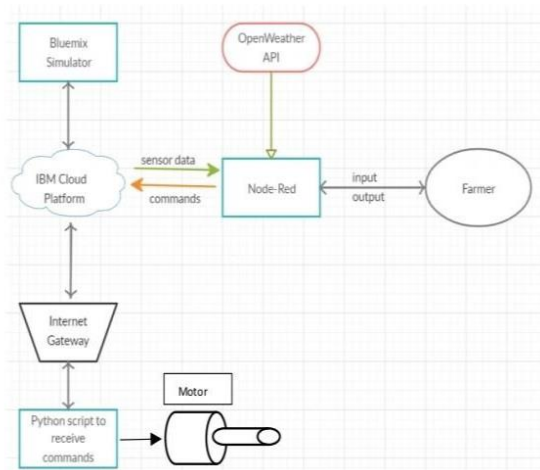 Bluemix
Simulator
OpenWeather
API
sensor data
IBM Cloud
Platform
commands
Node-Red
input
output
Farmer
Internet
Gateway
Motor
Python script to
receive
commands